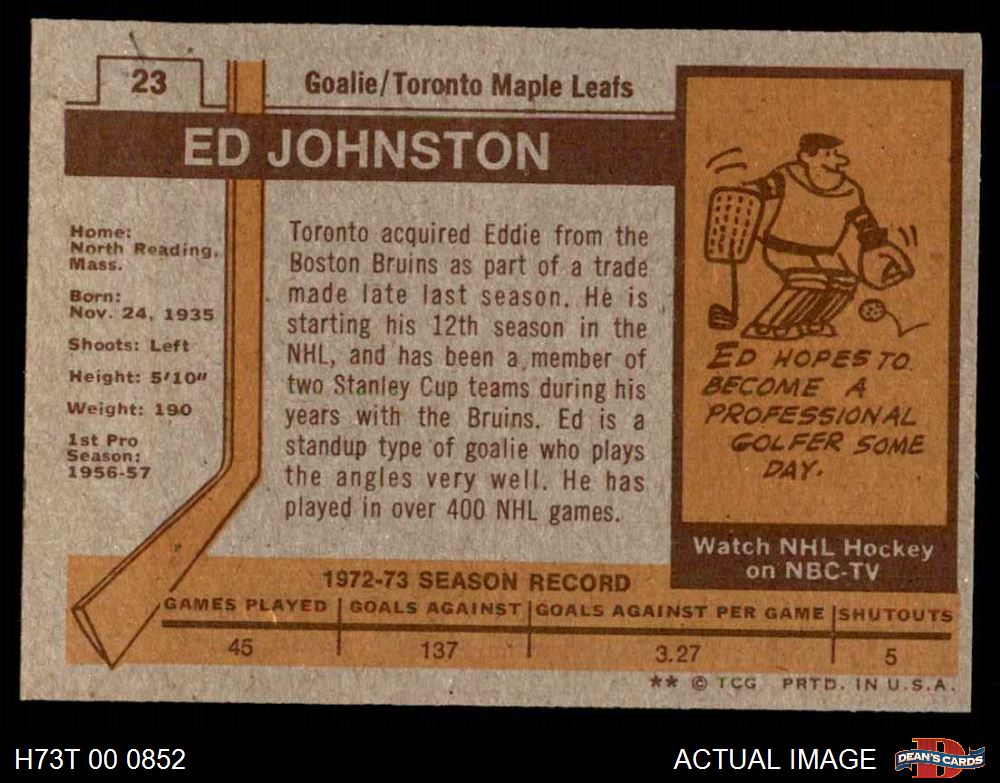 23
Goalie/Toronto Maple Leafs
ED JOHNSTON
Home:
North Reading,
Mass.
Born:
Nov. 24, 1935
Shoots: Left
Height: 5'10"
Weight: 190
1st Pro
Season:
1956-57
Toronto acquired Eddie from the
Boston Bruins as part of a trade
made late last season. He is
starting his 12th season in the
NHL, and has been a member of
two Stanley Cup teams during his
years with the Bruins. Ed is a
standup type of goalie who plays
the angles very well. He has
played in over 400 NHL games.
ED HOPES TO
BECOME A
PROFESSIONAL
GOLFER SOME
DAY.
Watch NHL Hockey
on NBC-TV
1972-73 SEASON RECORD
GAMES PLAYED GOALS AGAINST GOALS AGAINST PER GAME SHUTOUTS
45 137 3.27 5
** © TCG PRTD. IN U.S.A.
H73T 00 0852
ACTUAL IMAGE
D
DEAN'S CARDS